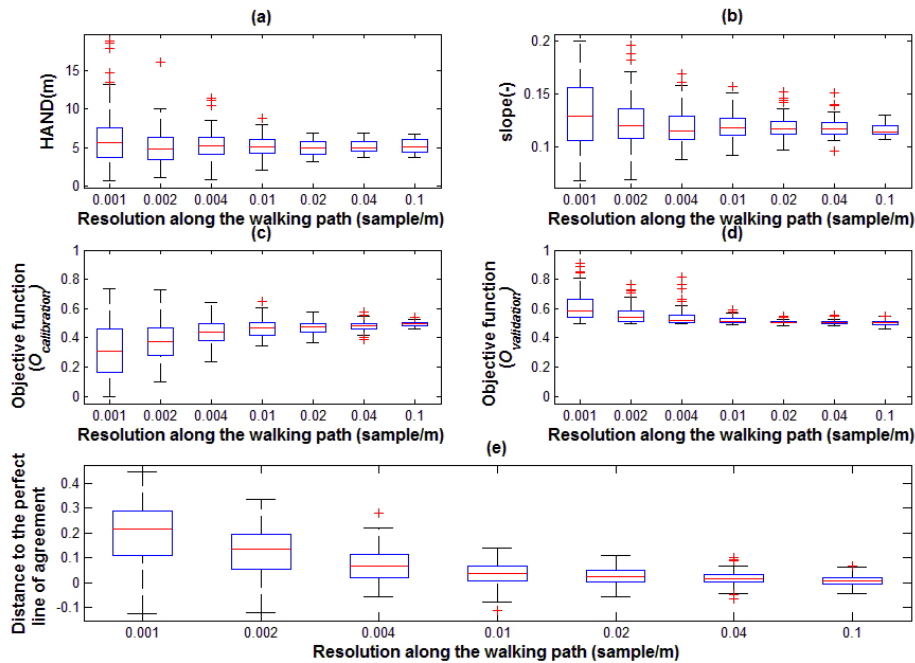 (a)
HAND(m)
15
10
5
0
0.001 0.002 0.004 0.01 0.02 0.04 0.1
Resolution along the walking path (sample/m)
(b)
slope(-)
0.2
0.15
0.1
0.001 0.002 0.004 0.01 0.02 0.04 0.1
Resolution along the walking path (sample/m)
(c)
Objective function
(Ocalibration)
1
0.8
0.6
0.4
0.2
0
0.001 0.002 0.004 0.01 0.02 0.04 0.1
Resolution along the walking path (sample/m)
(d)
Objective function
(Ovalidation)
1
0.8
0.6
0.4
0.2
0
0.001 0.002 0.004 0.01 0.02 0.04 0.1
Resolution along the walking path (sample/m)
(e)
Distance to the perfect
line of agreement
0.4
0.3
0.2
0.1
0
-0.1
0.001 0.002 0.004 0.01 0.02 0.04 0.1
Resolution along the walking path (sample/m)